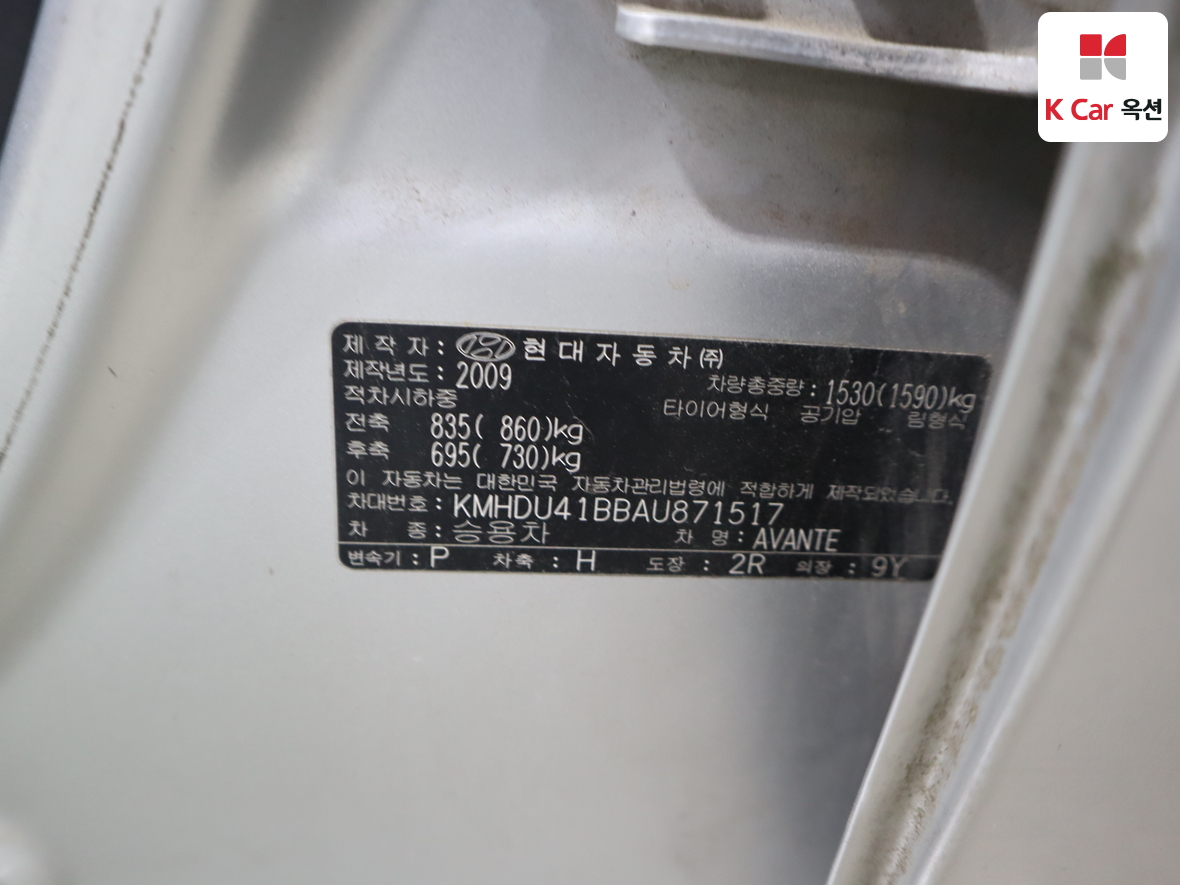 K Car 옥션
제 작 자 : 현 대 자 동 차 ㈜
제작년도 : 2009
차량총중량 : 1530(1590)kg
적차시하중
타이어형식 공기압 림형식
전축 835( 860)kg
후축 695( 730)kg
이 자동차는 대한민국 자동차관리법령에 적합하게 제작되었습니다.
차대번호 : KMHDU41BBAU871517
차 종 : 승용차 차 명 : AVANTE
변속기 : P 차축 : H 도장 : 2R 의장 : 9Y